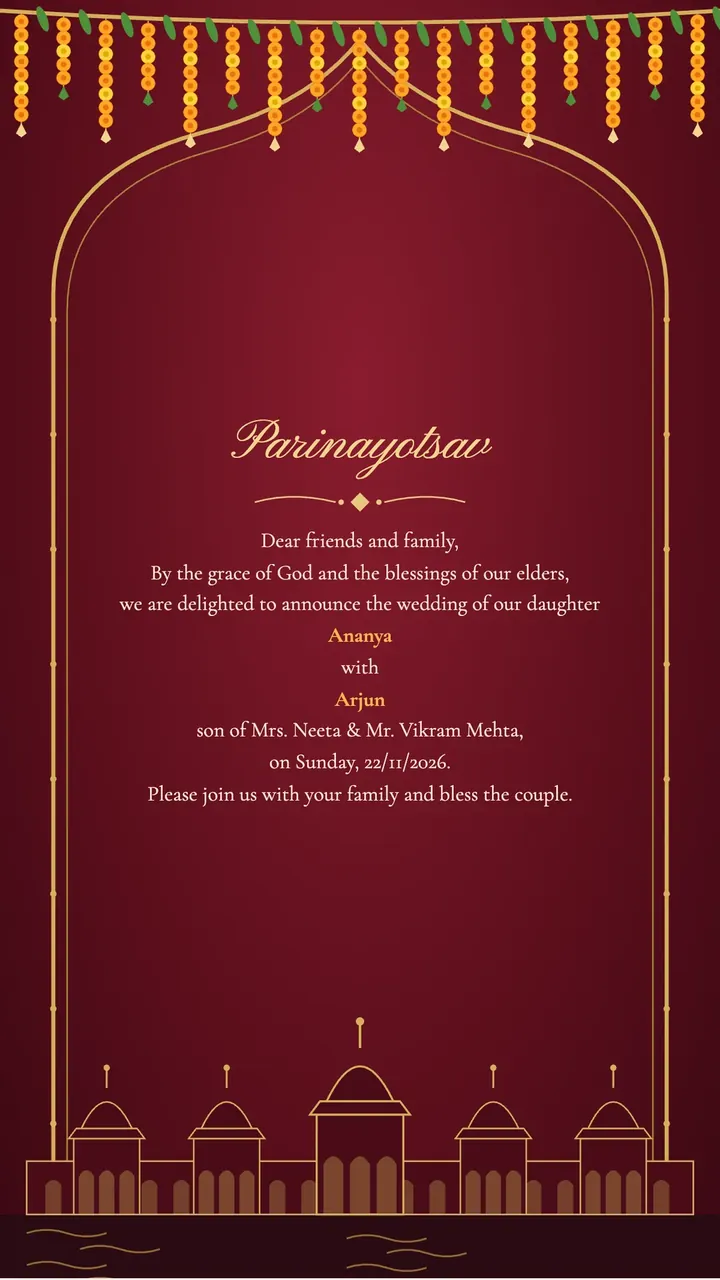 Parinayotsav
Dear friends and family,
By the grace of God and the blessings of our elders,
we are delighted to announce the wedding of our daughter
Ananya
with
Arjun
son of Mrs. Neeta & Mr. Vikram Mehta,
on Sunday, 22/11/2026.
Please join us with your family and bless the couple.